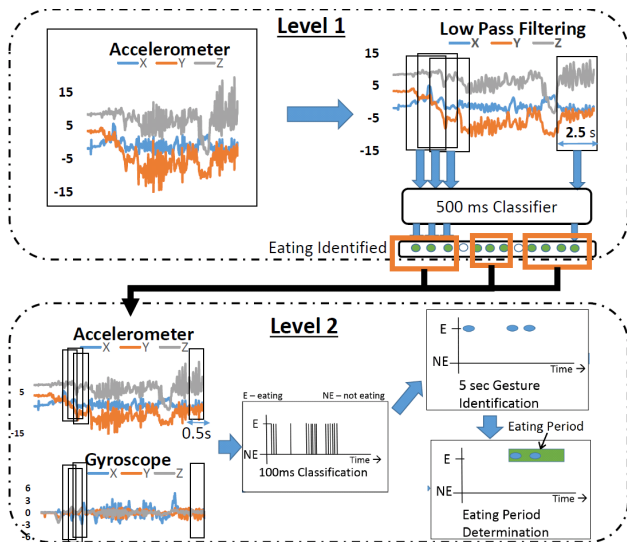 Level 1
Accelerometer
X Y Z
15
5
-5
-15
Low Pass Filtering
X Y Z
15
5
-5
-15
2.5 s
500 ms Classifier
Eating Identified
Level 2
Accelerometer
X Y Z
5
-5
-15
0.5s
Gyroscope
X Y Z
6
3
0
-3
-6
E – eating NE – not eating
E
NE
Time →
100ms Classification
E
NE
Time →
5 sec Gesture
Identification
Eating Period
E
NE
Time →
Eating Period
Determination